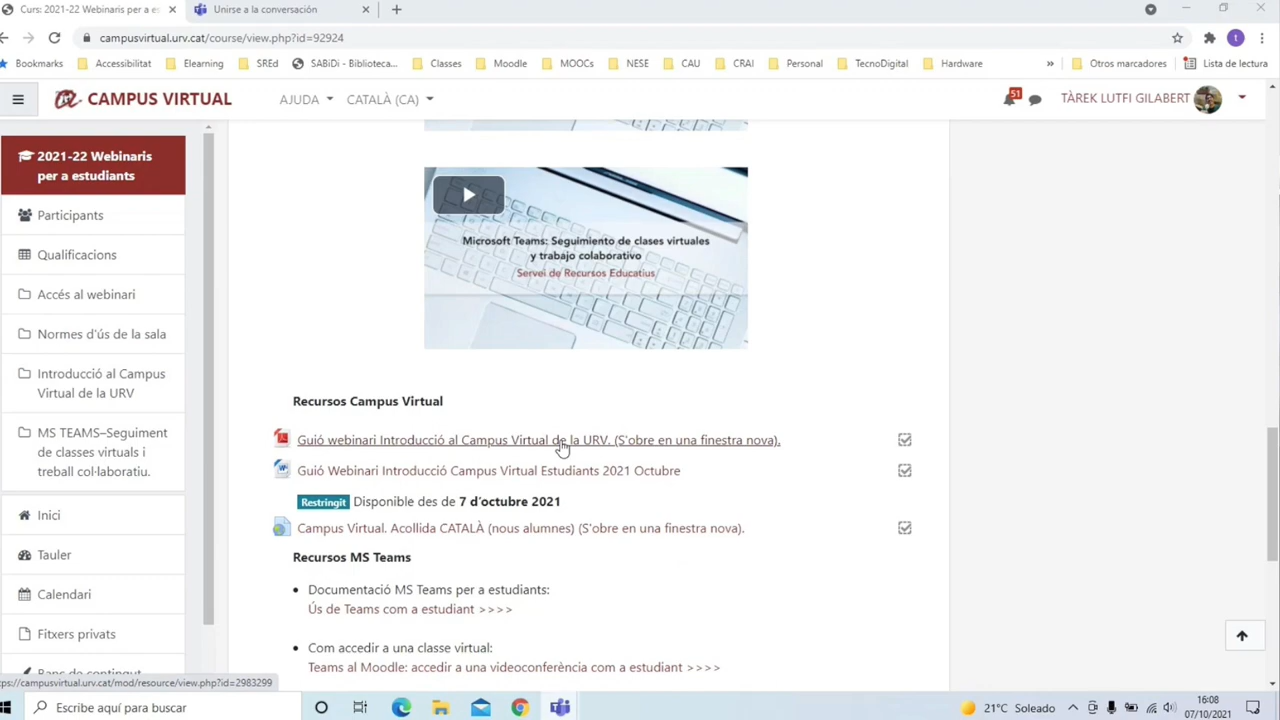 Curs: 2021-22 Webinaris per a es
Unirse a la conversación
campusvirtual.urv.cat/course/view.php?id=92924
Bookmarks Accessibilitat Elearning SREd SABiDi - Biblioteca... Classes Moodle MOOCs NESE CAU CRAI Personal TecnoDigital Hardware » Otros marcadores Lista de lectura
CAMPUS VIRTUAL AJUDA CATALÀ (CA) 51 TÀREK LUTFI GILABERT
2021-22 Webinaris
per a estudiants
Participants
Qualificacions
Accés al webinari
Normes d'ús de la sala
Introducció al Campus
Virtual de la URV
MS TEAMS–Seguiment
de classes virtuals i
treball col·laboratiu.
Inici
Tauler
Calendari
Fitxers privats
Banc de contingut
Microsoft Teams: Seguimiento de clases virtuales
y trabajo colaborativo
Servei de Recursos Educatius
Recursos Campus Virtual
Guió webinari Introducció al Campus Virtual de la URV. (S'obre en una finestra nova).
Guió Webinari Introducció Campus Virtual Estudiants 2021 Octubre
Restringit Disponible des de 7 d'octubre 2021
Campus Virtual. Acollida CATALÀ (nous alumnes) (S'obre en una finestra nova).
Recursos MS Teams
• Documentació MS Teams per a estudiants:
Ús de Teams com a estudiant >>>>
• Com accedir a una classe virtual:
Teams al Moodle: accedir a una videoconferència com a estudiant >>>>
ps://campusvirtual.urv.cat/mod/resource/view.php?id=2983299
Escribe aquí para buscar
21°C Soleado
16:08
07/10/2021